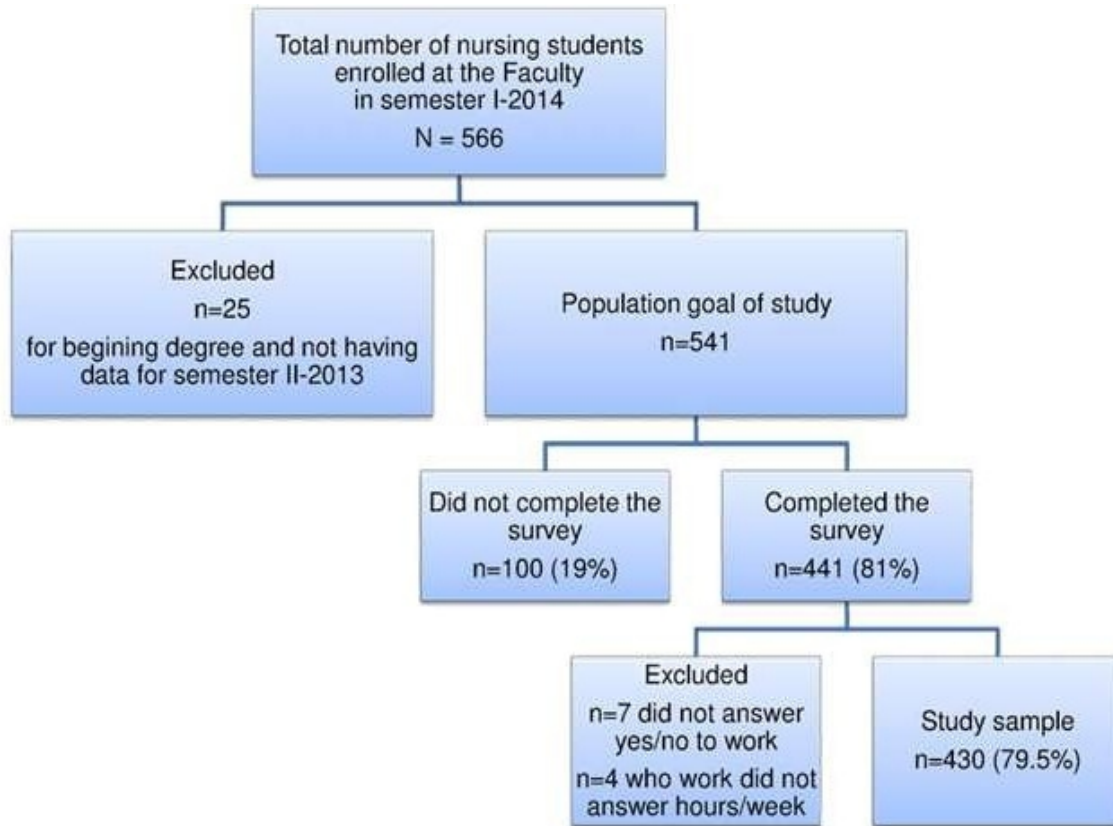 Total number of nursing students
enrolled at the Faculty
in semester I-2014
N = 566
Excluded
n=25
for begining degree and not having
data for semester II-2013
Population goal of study
n=541
Did not complete the
survey
n=100 (19%)
Completed the
survey
n=441 (81%)
Excluded
n=7 did not answer
yes/no to work
n=4 who work did not
answer hours/week
Study sample
n=430 (79.5%)